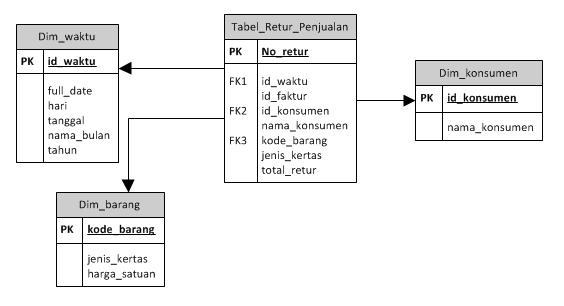 Dim_waktu
PK id_waktu
full_date
hari
tanggal
nama_bulan
tahun
Tabel_Retur_Penjualan
PK No_retur
FK1 id_waktu
id_faktur
FK2 id_konsumen
nama_konsumen
FK3 kode_barang
jenis_kertas
total_retur
Dim_konsumen
PK id_konsumen
nama_konsumen
Dim_barang
PK kode_barang
jenis_kertas
harga_satuan